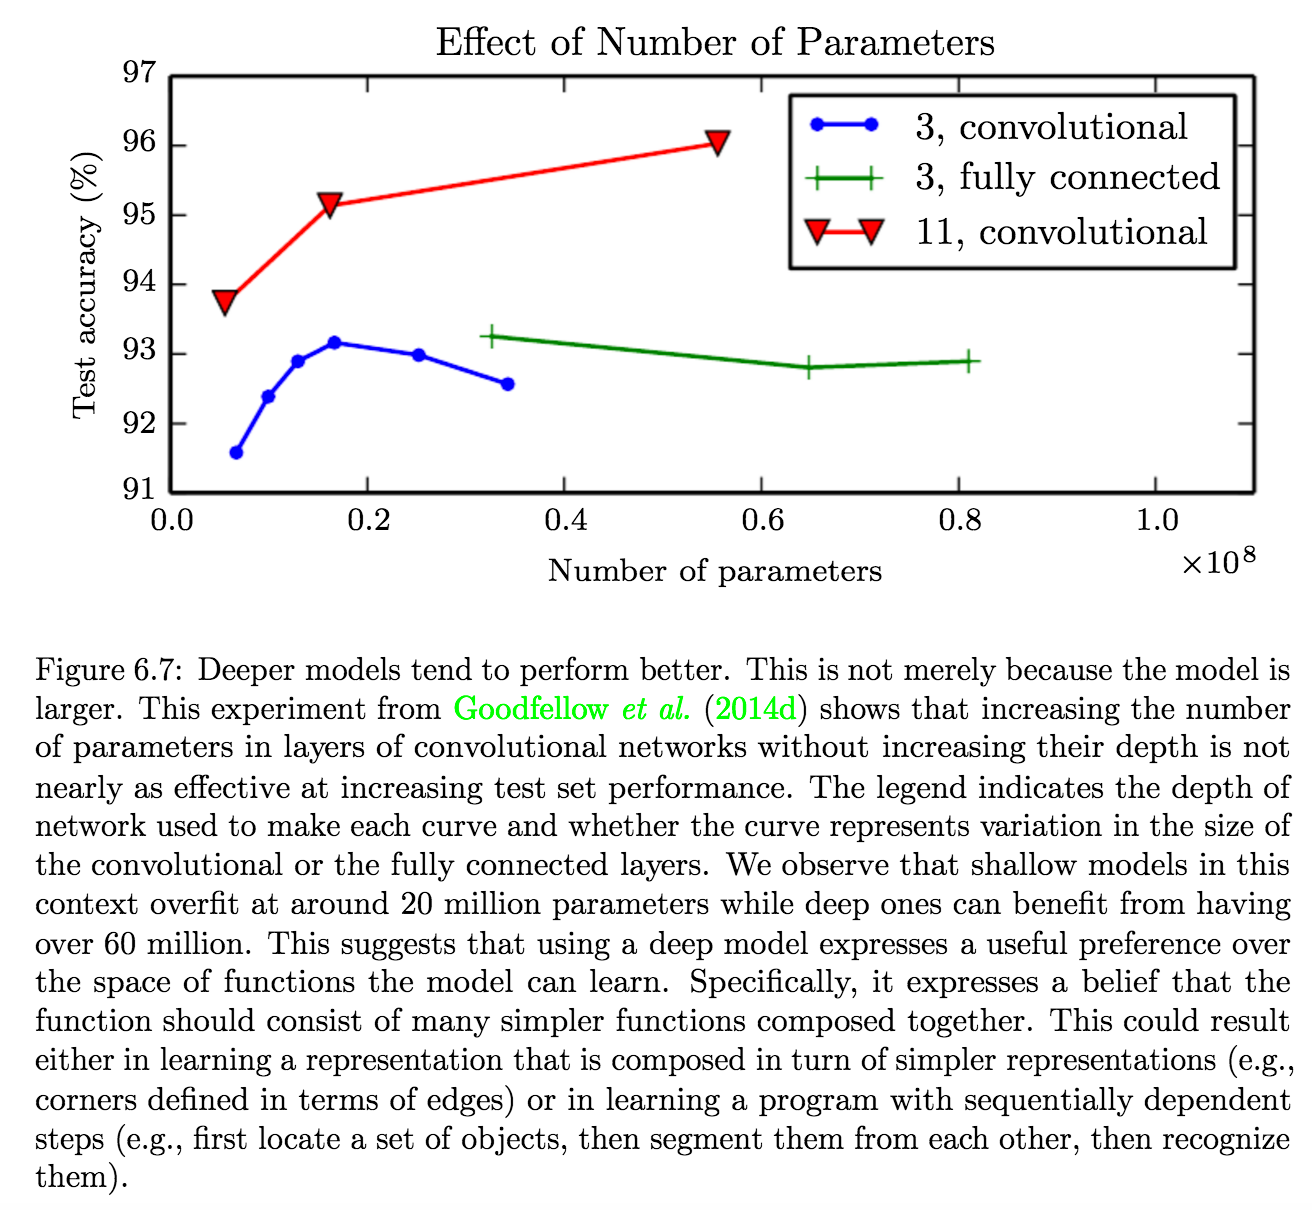 Effect of Number of Parameters
97
96
95
94
93
92
91
Test accuracy (%)
3, convolutional
3, fully connected
11, convolutional
0.0 0.2 0.4 0.6 0.8 1.0
×10⁸
Number of parameters
Figure 6.7: Deeper models tend to perform better. This is not merely because the model is
larger. This experiment from Goodfellow et al. (2014d) shows that increasing the number
of parameters in layers of convolutional networks without increasing their depth is not
nearly as effective at increasing test set performance. The legend indicates the depth of
network used to make each curve and whether the curve represents variation in the size of
the convolutional or the fully connected layers. We observe that shallow models in this
context overfit at around 20 million parameters while deep ones can benefit from having
over 60 million. This suggests that using a deep model expresses a useful preference over
the space of functions the model can learn. Specifically, it expresses a belief that the
function should consist of many simpler functions composed together. This could result
either in learning a representation that is composed in turn of simpler representations (e.g.,
corners defined in terms of edges) or in learning a program with sequentially dependent
steps (e.g., first locate a set of objects, then segment them from each other, then recognize
them).